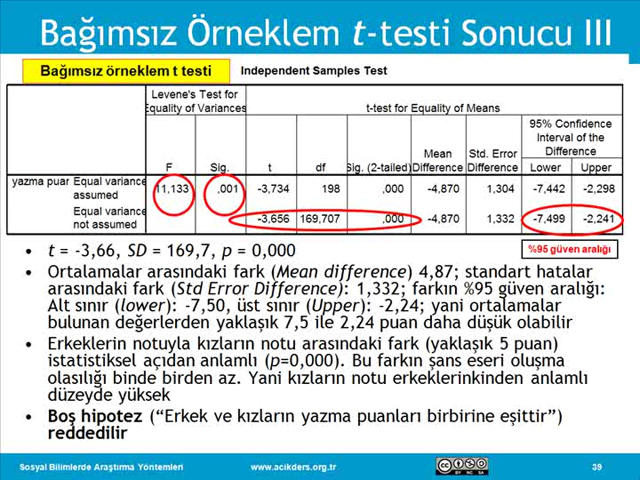 Bağımsız Örneklem t-testi Sonucu III
Bağımsız örneklem t testi
Independent Samples Test
Levene's Test for
Equality of Variances
t-test for Equality of Means
95% Confidence
Interval of the
Difference
F Sig. t df Sig. (2-tailed) Mean Difference Std. Error Difference Lower Upper
yazma puar Equal variance assumed 11,133 ,001 -3,734 198 ,000 -4,870 1,304 -7,442 -2,298
Equal variance not assumed -3,656 169,707 ,000 -4,870 1,332 -7,499 -2,241
%95 güven aralığı
• t = -3,66, SD = 169,7, p = 0,000
• Ortalamalar arasındaki fark (Mean difference) 4,87; standart hatalar
arasındaki fark (Std Error Difference): 1,332; farkın %95 güven aralığı:
Alt sınır (lower): -7,50, üst sınır (Upper): -2,24; yani ortalamalar
bulunan değerlerden yaklaşık 7,5 ile 2,24 puan daha düşük olabilir
• Erkeklerin notuyla kızların notu arasındaki fark (yaklaşık 5 puan)
istatistiksel açıdan anlamlı (p=0,000). Bu farkın şans eseri oluşma
olasılığı binde birden az. Yani kızların notu erkeklerinkinden anlamlı
düzeyde yüksek
• Boş hipotez (“Erkek ve kızların yazma puanları birbirine eşittir”)
reddedilir
Sosyal Bilimlerde Araştırma Yöntemleri
www.acikders.org.tr
cc BY NC SA
39